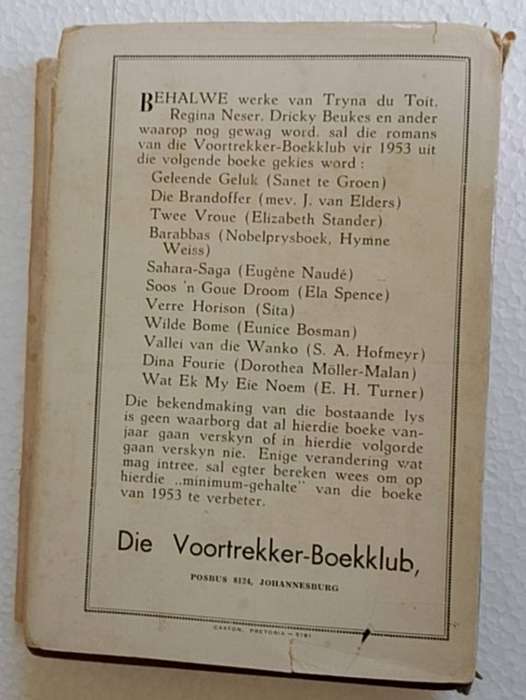 BEHALWE werke van Tryna du Toit,
Regina Neser, Dricky Beukes en ander
waarop nog gewag word, sal die romans
van die Voortrekker-Boekklub vir 1953 uit
die volgende boeke gekies word :
Geleende Geluk (Sanet te Groen)
Die Brandoffer (mev. J. van Elders)
Twee Vroue (Elizabeth Stander)
Barabbas (Nobelprysboek, Hymne
Weiss)
Sahara-Saga (Eugêne Naudé)
Soos 'n Goue Droom (Ela Spence)
Verre Horison (Sita)
Wilde Bome (Eunice Bosman)
Vallei van die Wanko (S. A. Hofmeyr)
Dina Fourie (Dorothea Möller-Malan)
Wat Ek My Eie Noem (E. H. Turner)
Die bekendmaking van die bostaande lys
is geen waarborg dat al hierdie boeke van-
jaar gaan verskyn of in hierdie volgorde
gaan verskyn nie. Enige verandering wat
mag intree, sal egter bereken wees om op
hierdie „minimum-gehalte" van die boeke
van 1953 te verbeter.
Die Voortrekker-Boekklub,
POSBUS 8124, JOHANNESBURG
CAXTON, PRETORIA — 5781